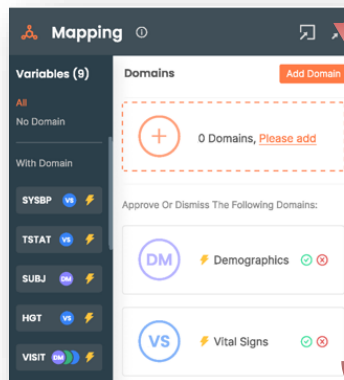 Mapping
Variables (9)
All
No Domain
With Domain
SYSBP VS
TSTAT VS
SUBJ DM
HGT VS
VISIT DM
Domains
Add Domain
0 Domains, Please add
Approve Or Dismiss The Following Domains:
DM Demographics
VS Vital Signs